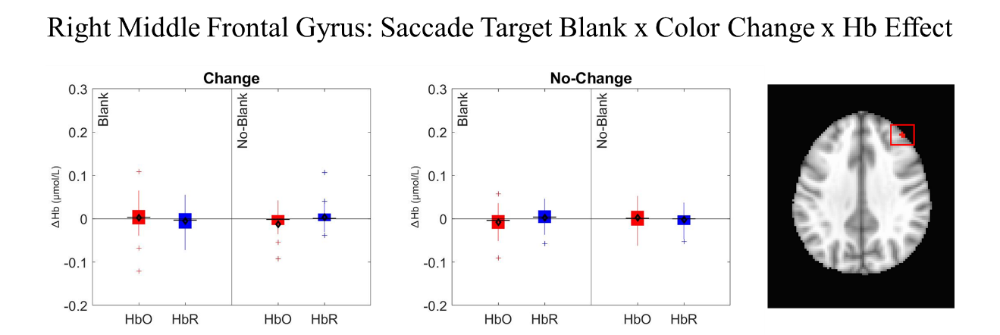 Right Middle Frontal Gyrus: Saccade Target Blank x Color Change x Hb Effect
Change
0.3
0.2
0.1
0
-0.1
-0.2
ΔHb (μmol/L)
Blank
No-Blank
HbO HbR HbO HbR
No-Change
0.3
0.2
0.1
0
-0.1
-0.2
ΔHb (μmol/L)
Blank
No-Blank
HbO HbR HbO HbR